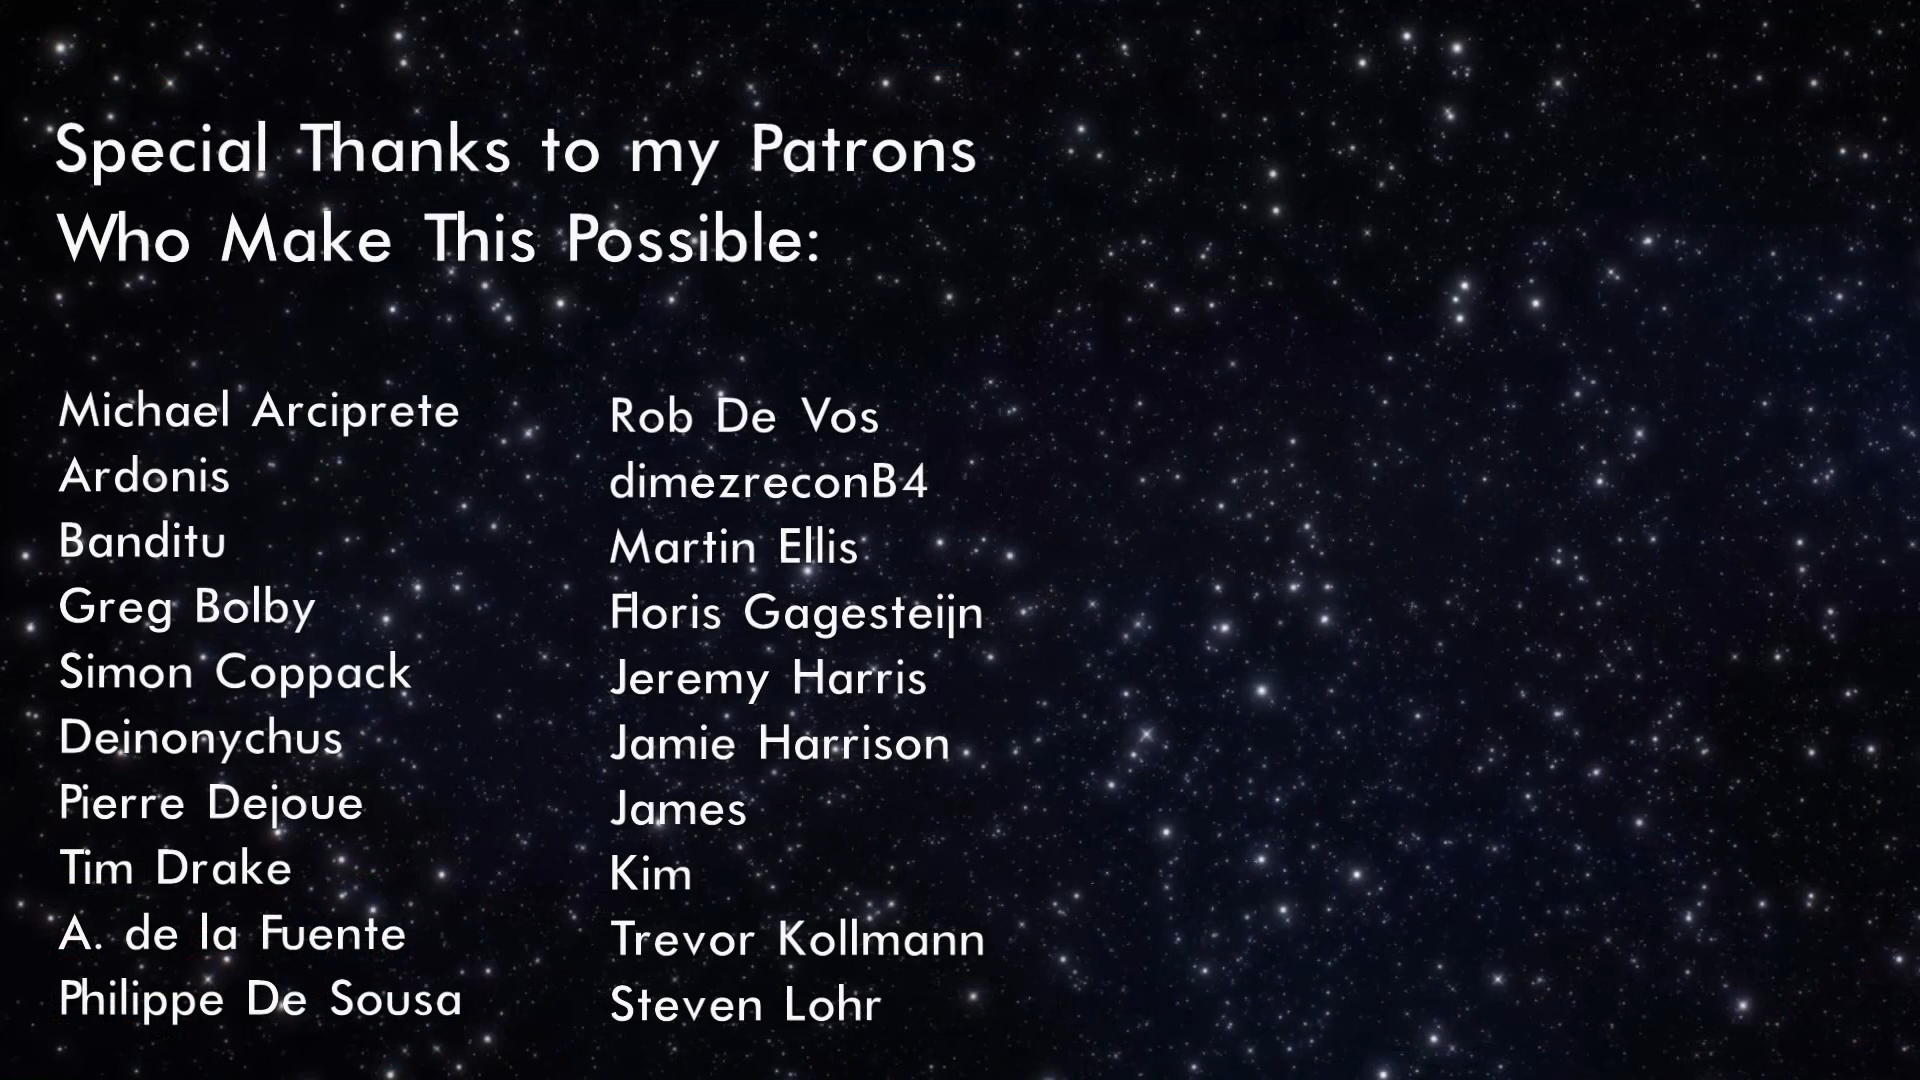 Special Thanks to my Patrons
Who Make This Possible:
Michael Arciprete
Ardonis
Banditu
Greg Bolby
Simon Coppack
Deinonychus
Pierre Dejoue
Tim Drake
A. de la Fuente
Philippe De Sousa
Rob De Vos
dimezreconB4
Martin Ellis
Floris Gagesteijn
Jeremy Harris
Jamie Harrison
James
Kim
Trevor Kollmann
Steven Lohr